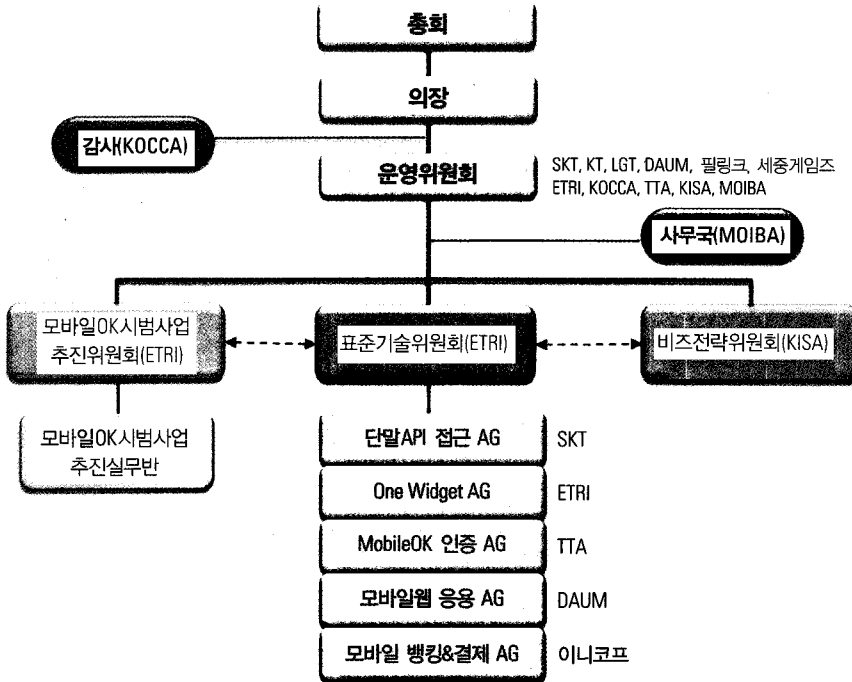 총회
의장
감사(KOCCA)
운영위원회
SKT, KT, LGT, DAUM, 필링크, 세중게임즈
ETRI, KOCCA, TTA, KISA, MOIBA
사무국(MOIBA)
모바일OK시범사업
추진위원회(ETRI)
표준기술위원회(ETRI)
비즈전략위원회(KISA)
모바일OK시범사업
추진실무반
단말API 접근 AG
SKT
One Widget AG
ETRI
MobileOK 인증 AG
TTA
모바일웹 응용 AG
DAUM
모바일 뱅킹&결제 AG
이니코프